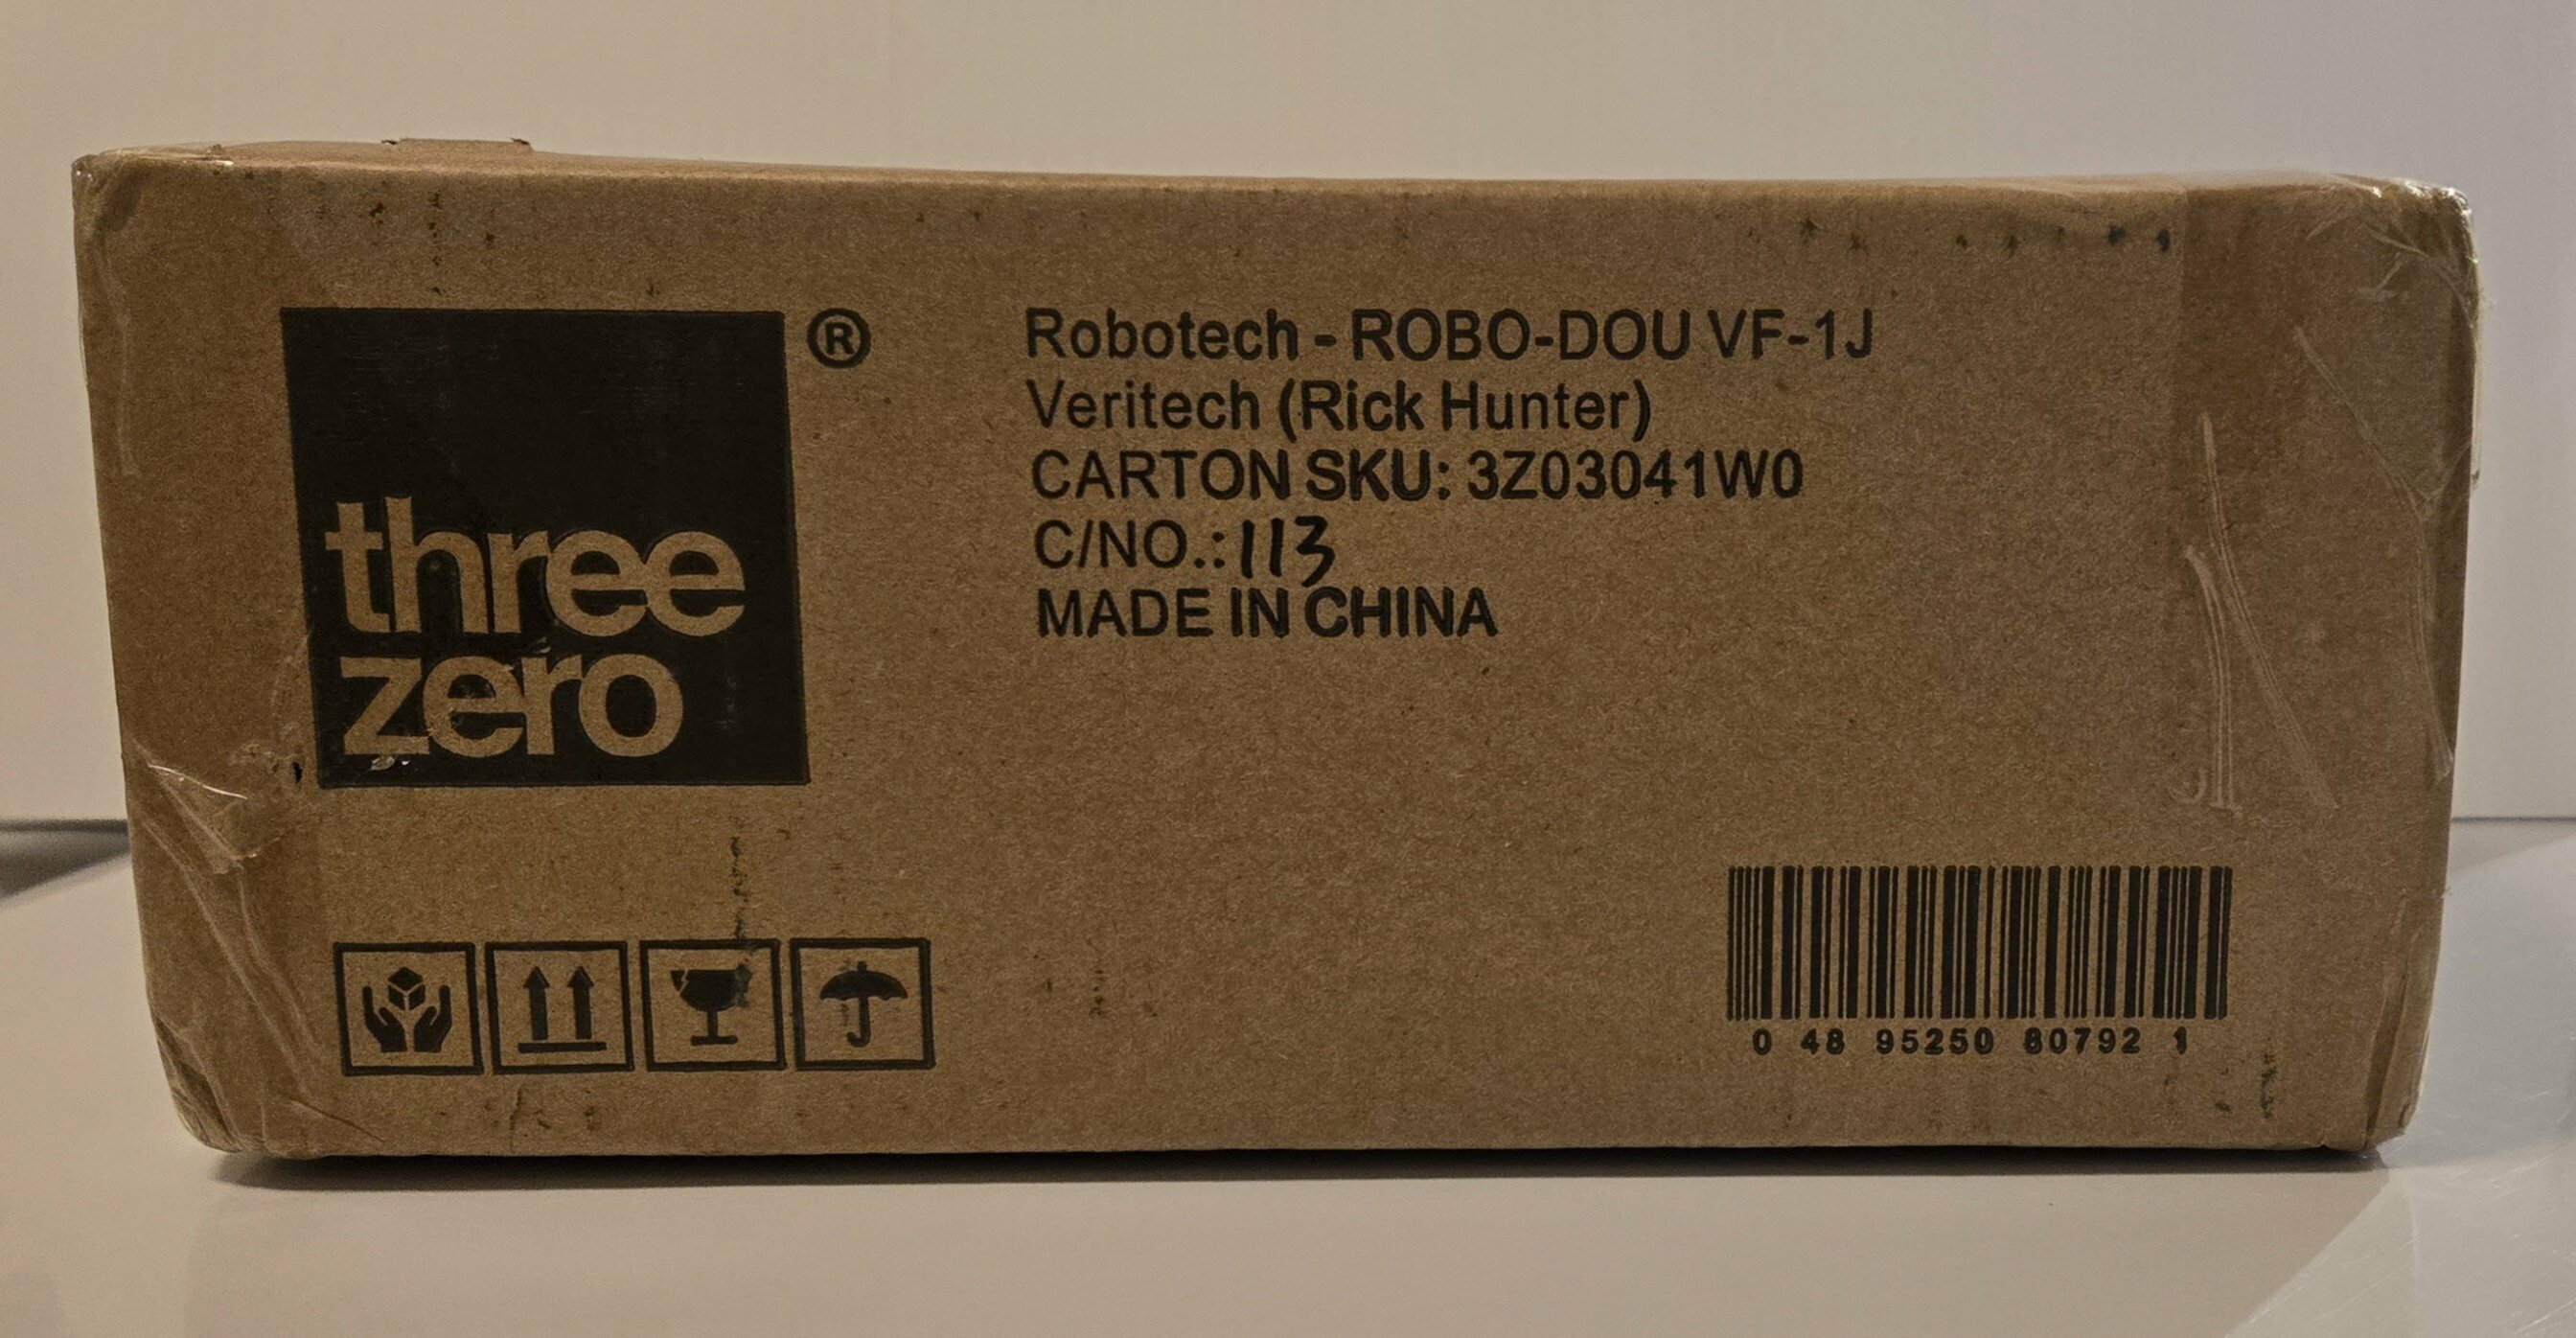 three
zero
®
Robotech - ROBO-DOU VF-1J
Veritech (Rick Hunter)
CARTON SKU: 3Z03041W0
C/NO.: 113
MADE IN CHINA
0 48 95250 80792 1